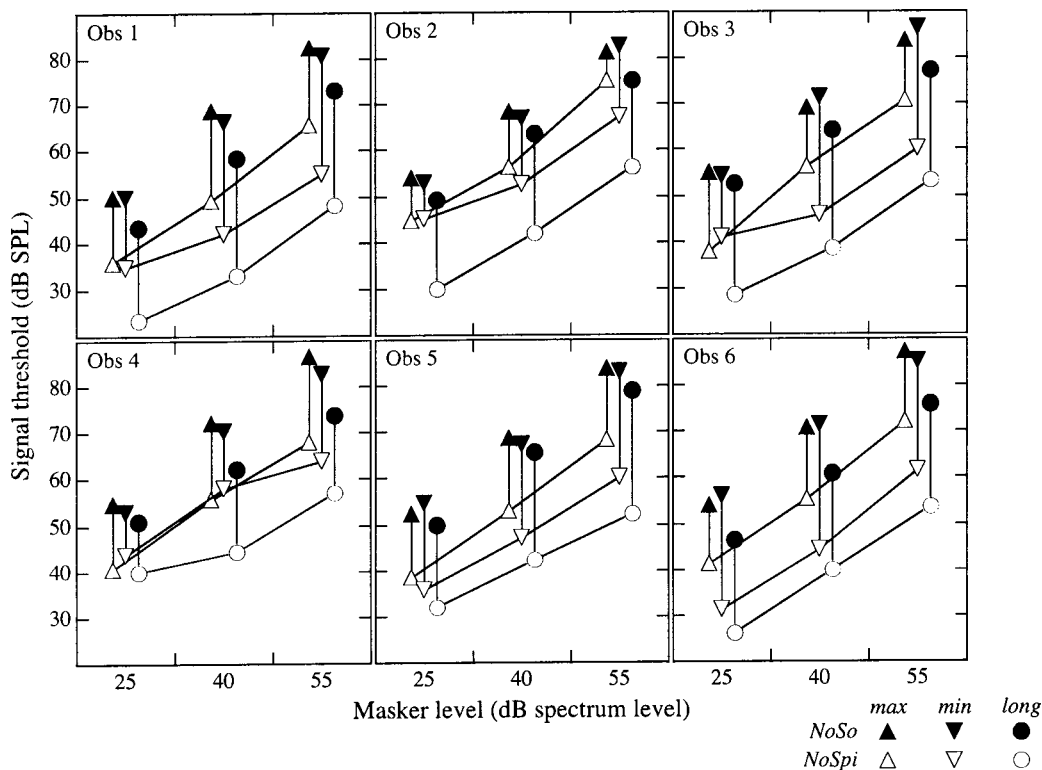 Obs 1
Obs 2
Obs 3
80
70
60
50
40
30
Obs 4
Obs 5
Obs 6
80
70
60
50
40
30
Signal threshold (dB SPL)
25 40 55 25 40 55 25 40 55
Masker level (dB spectrum level)
max min long
NoSo
NoSpi